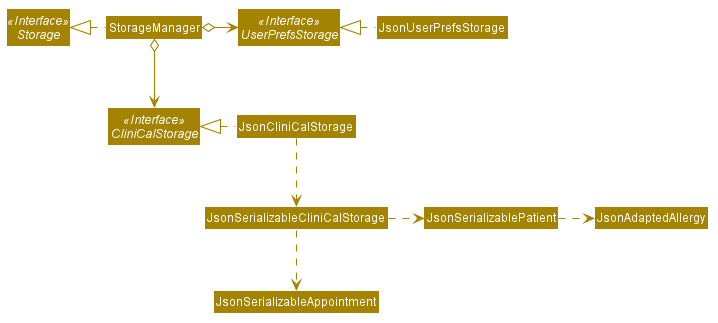 «Interface»
Storage
StorageManager
«Interface»
UserPrefsStorage
JsonUserPrefsStorage
«Interface»
CliniCalStorage
JsonCliniCalStorage
JsonSerializableCliniCalStorage
JsonSerializablePatient
JsonAdaptedAllergy
JsonSerializableAppointment